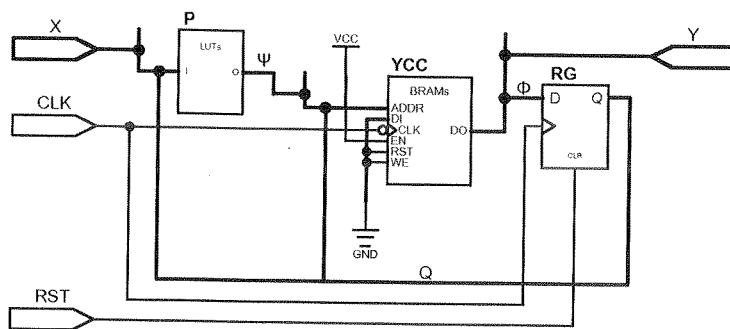 X
P
LUTs
I
O
Ψ
VCC
YCC
BRAMs
ADDR
DI
CLK
EN
RST
WE
DO
Y
Φ
RG
D
Q
CLR
CLK
GND
Q
RST